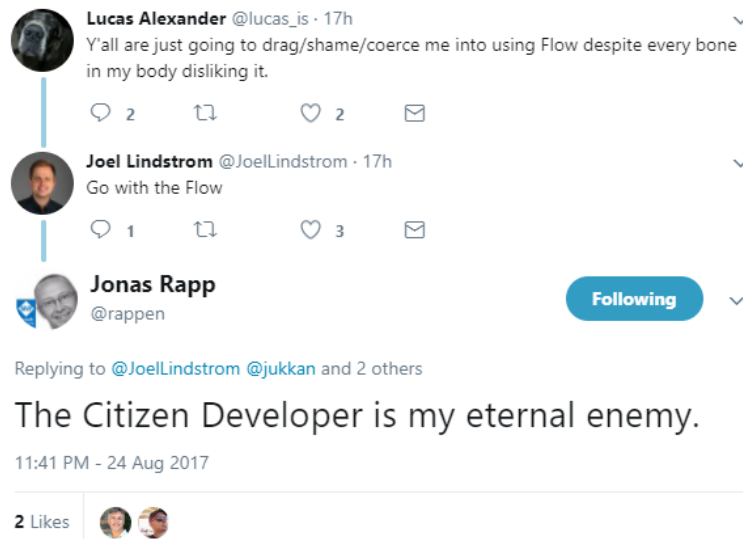 Lucas Alexander @lucas_is · 17h
Y'all are just going to drag/shame/coerce me into using Flow despite every bone
in my body disliking it.
2 2
Joel Lindstrom @JoelLindstrom · 17h
Go with the Flow
1 3
Jonas Rapp
@rappen
Following
Replying to @JoelLindstrom @jukkan and 2 others
The Citizen Developer is my eternal enemy.
11:41 PM - 24 Aug 2017
2 Likes